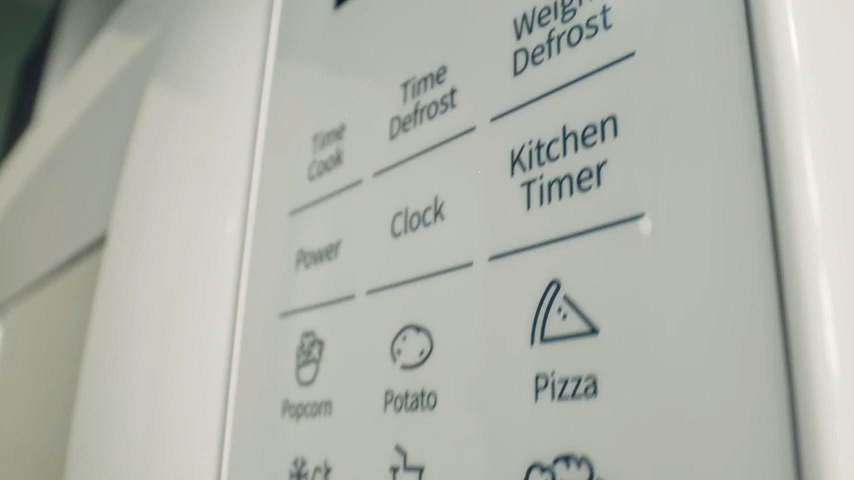 Weight
Defrost
Time
Defrost
Time
Cook
Kitchen
Timer
Clock
Power
Popcorn
Potato
Pizza